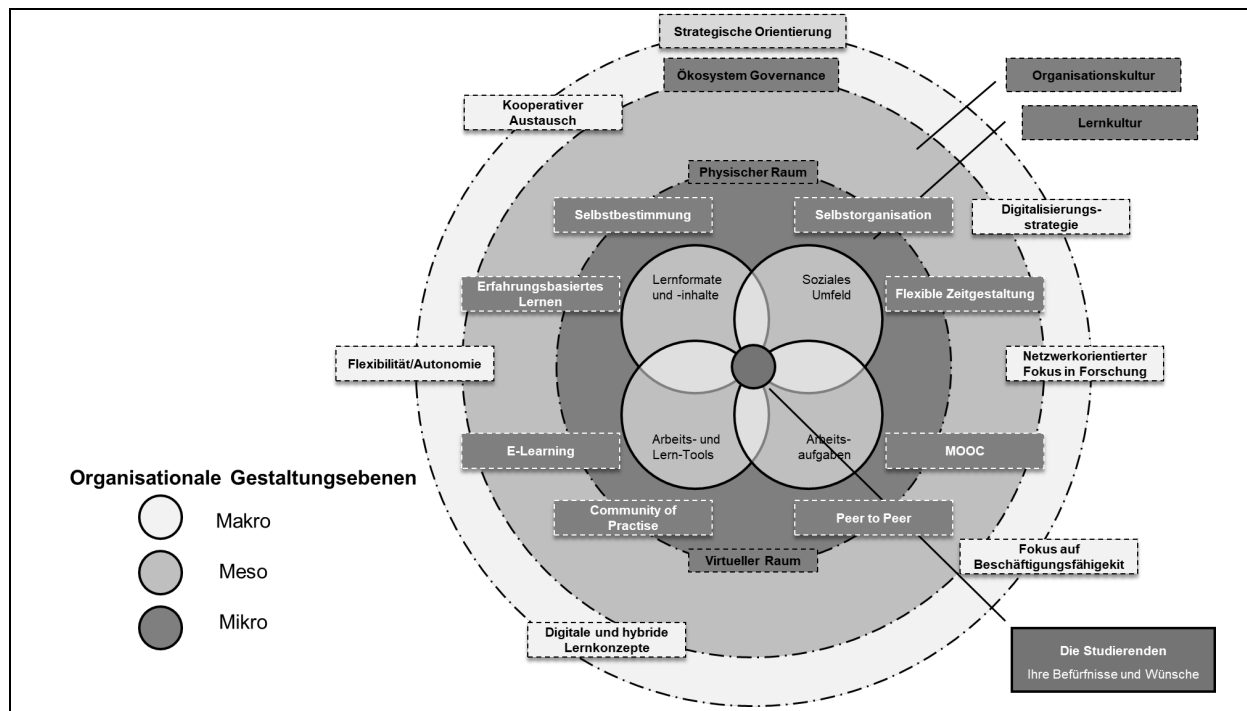 Strategische Orientierung
Ökosystem Governance
Organisationskultur
Kooperativer
Austausch
Lernkultur
Physischer Raum
Selbstbestimmung
Selbstorganisation
Digitalisierungs-
strategie
Lernformate
und -inhalte
Soziales
Umfeld
Erfahrungsbasiertes
Lernen
Flexible Zeitgestaltung
Flexibilität/Autonomie
Netzwerkorientierter
Fokus in Forschung
E-Learning
Arbeits- und
Lern-Tools
Arbeits-
aufgaben
MOOC
Organisationale Gestaltungsebenen
Makro
Meso
Mikro
Community of
Practise
Peer to Peer
Virtueller Raum
Fokus auf
Beschäftigungsfähigekit
Digitale und hybride
Lernkonzepte
Die Studierenden
Ihre Befürfnisse und Wünsche